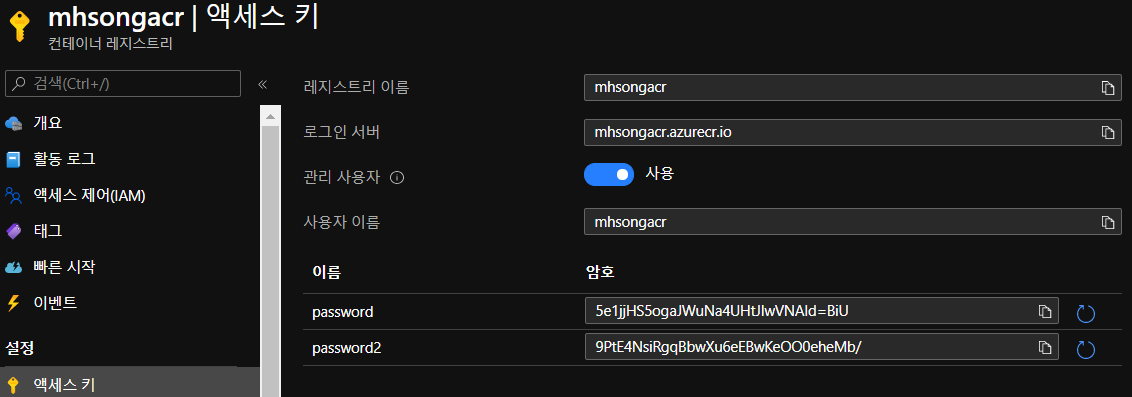 mhsongacr | 액세스 키
컨테이너 레지스트리
검색(Ctrl+/)
«
개요
활동 로그
액세스 제어(IAM)
태그
빠른 시작
이벤트
설정
액세스 키
레지스트리 이름 mhsongacr
로그인 서버 mhsongacr.azurecr.io
관리 사용자 사용
사용자 이름 mhsongacr
이름 암호
password 5e1jjHS5ogaJWuNa4UHtJIwVNAld=BiU
password2 9PtE4NsiRgqBbwXu6eEBwKeOO0eheMb/